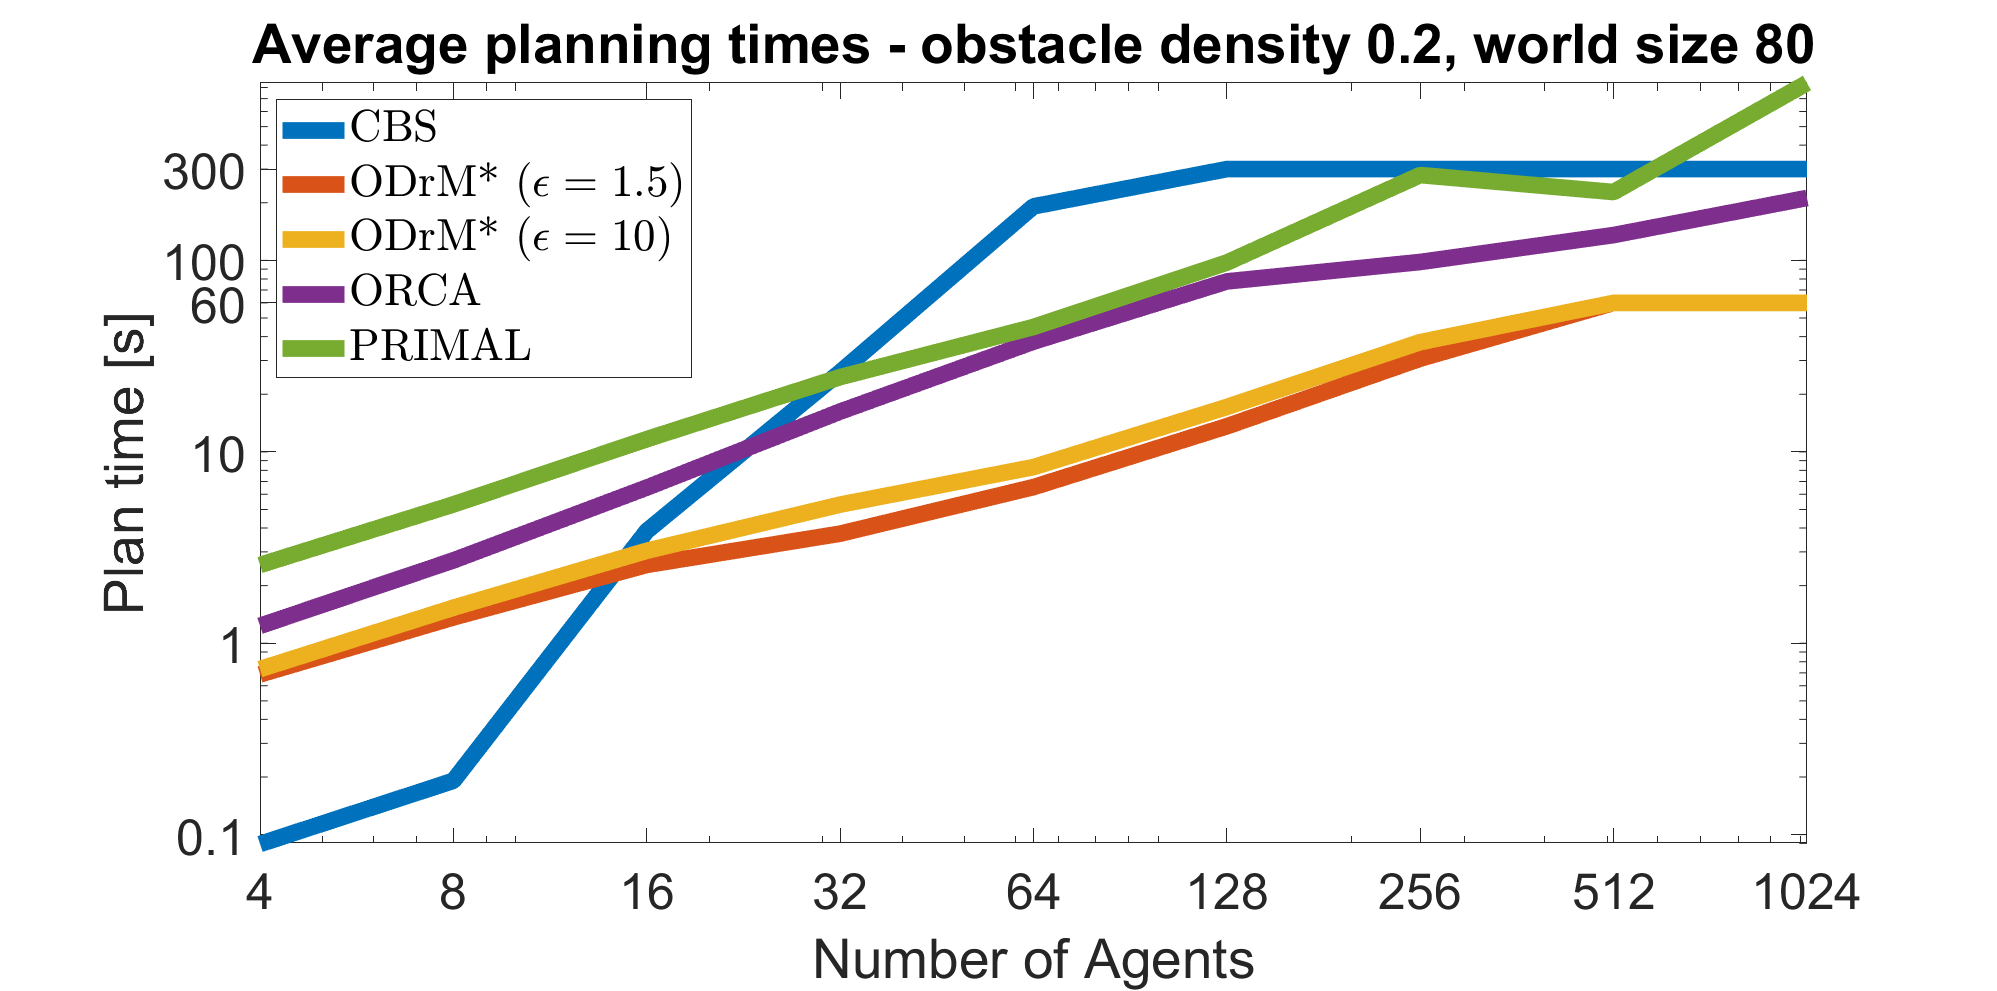 Average planning times - obstacle density 0.2, world size 80
CBS
ODrM* (ϵ = 1.5)
ODrM* (ϵ = 10)
ORCA
PRIMAL
300
100
60
10
1
0.1
Plan time [s]
4 8 16 32 64 128 256 512 1024
Number of Agents